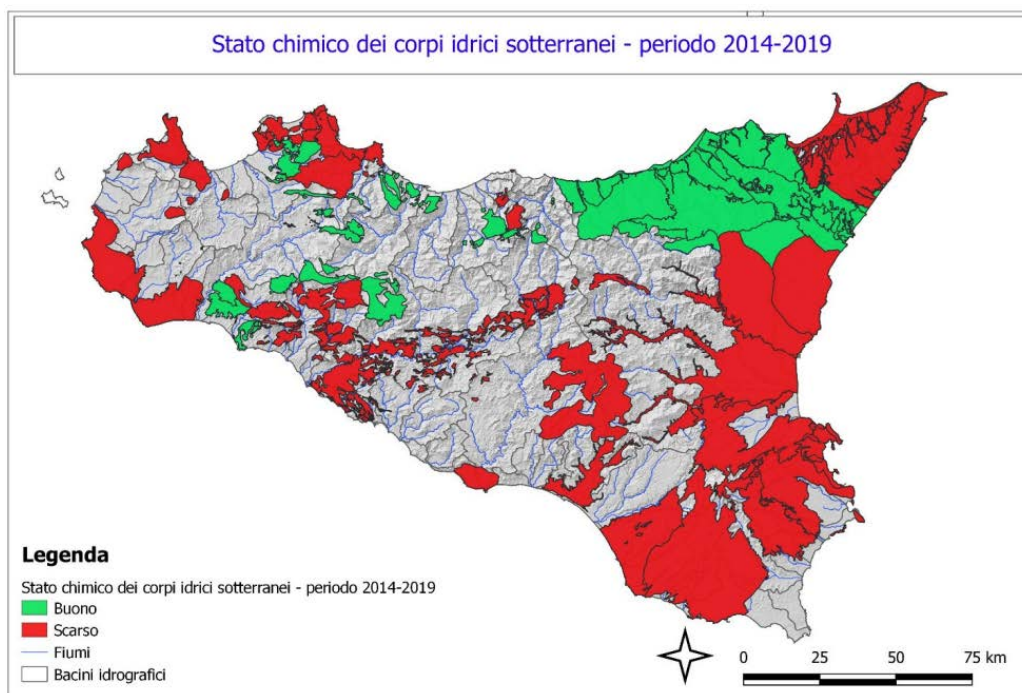 Stato chimico dei corpi idrici sotterranei - periodo 2014-2019
Legenda
Stato chimico dei corpi idrici sotterranei - periodo 2014-2019
Buono
Scarso
Fiumi
Bacini idrografici
0 25 50 75 km